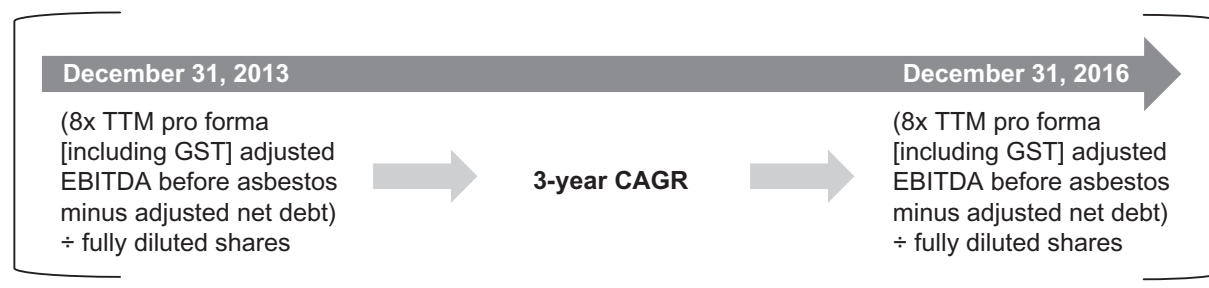 December 31, 2013
December 31, 2016
(8x TTM pro forma
[including GST] adjusted
EBITDA before asbestos
minus adjusted net debt)
÷ fully diluted shares
3-year CAGR
(8x TTM pro forma
[including GST] adjusted
EBITDA before asbestos
minus adjusted net debt)
÷ fully diluted shares